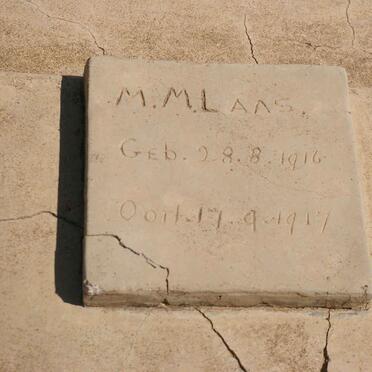 M. M. LAAS.
GEB. 28.8.1916
OORL. 17.9.1917